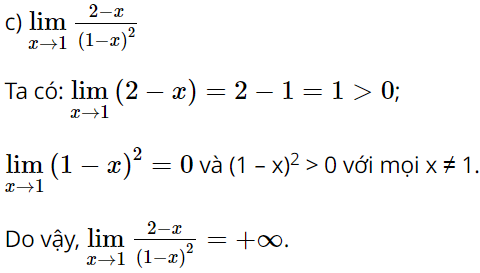 c) $\lim\limits_{x \to 1} \frac{2-x}{(1-x)^2}$
Ta có: $\lim\limits_{x \to 1} (2 - x) = 2 - 1 = 1 > 0$;
$\lim\limits_{x \to 1} (1 - x)^2 = 0$ và (1 – x)² > 0 với mọi x ≠ 1.
Do vậy, $\lim\limits_{x \to 1} \frac{2-x}{(1-x)^2} = +\infty$.